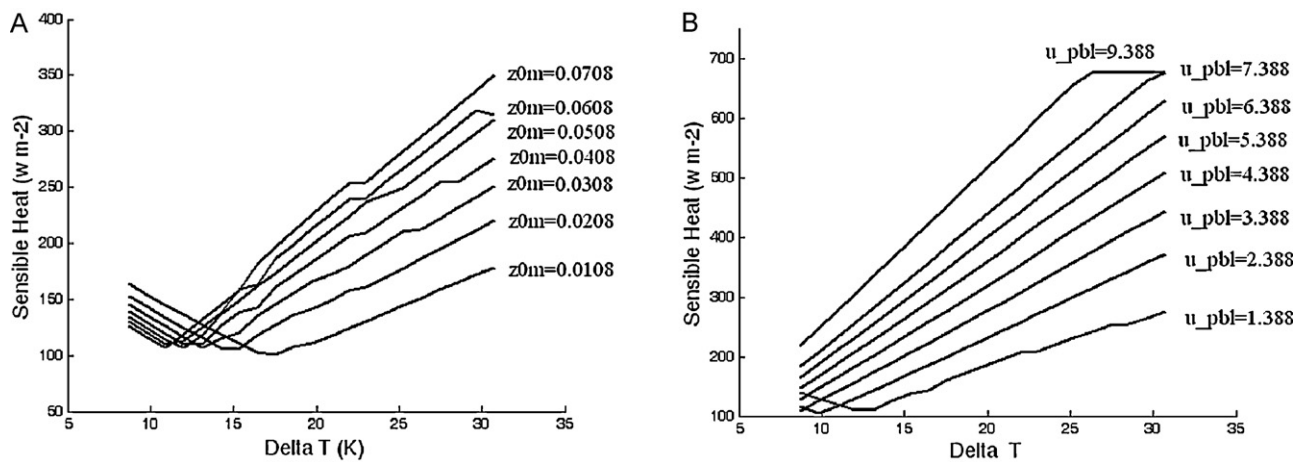 A
Sensible Heat (w m-2)
400
350
300
250
200
150
100
50
5
10
15
20
25
30
35
Delta T (K)
z0m=0.0708
z0m=0.0608
z0m=0.0508
z0m=0.0408
z0m=0.0308
z0m=0.0208
z0m=0.0108
B
Sensible Heat (w m-2)
700
600
500
400
300
200
100
5
10
15
20
25
30
35
Delta T
u_pbl=9.388
u_pbl=7.388
u_pbl=6.388
u_pbl=5.388
u_pbl=4.388
u_pbl=3.388
u_pbl=2.388
u_pbl=1.388